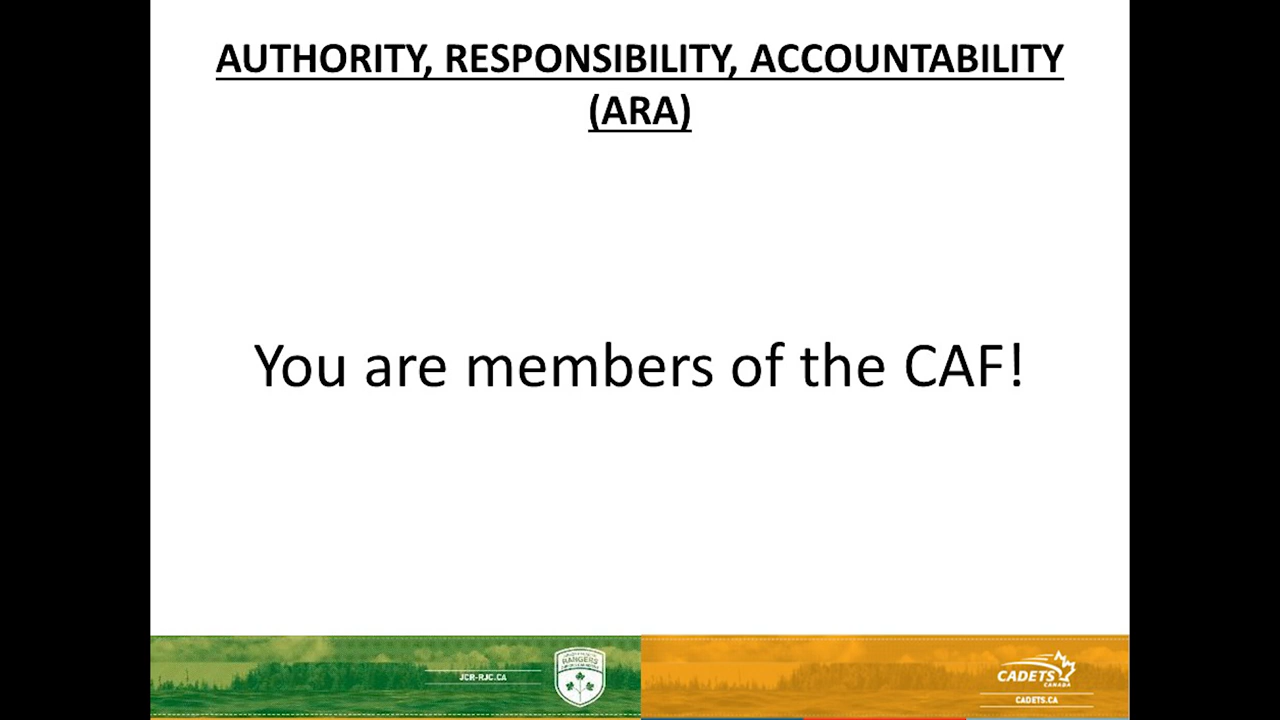 AUTHORITY, RESPONSIBILITY, ACCOUNTABILITY
(ARA)
You are members of the CAF!
JCR-RJC.CA
RANGERS
CADETS
CANADA
CADETS.CA